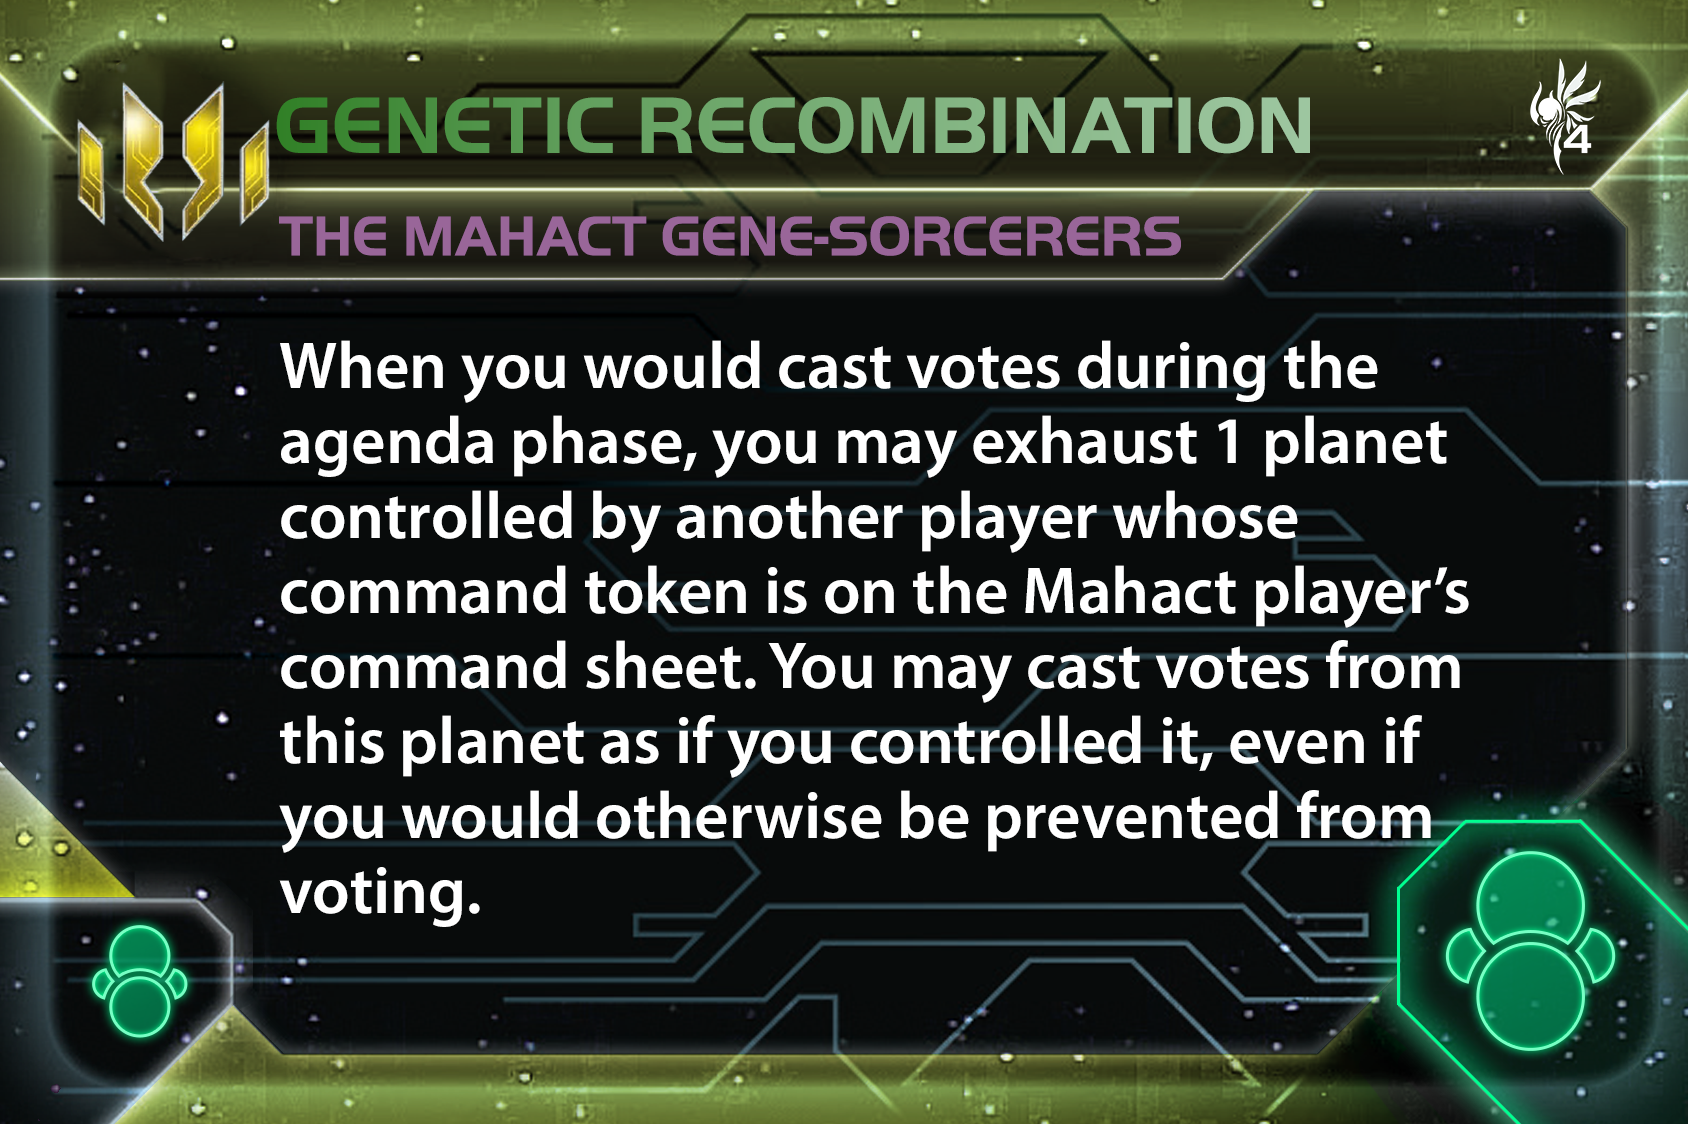 GENETIC RECOMBINATION
4
THE MAHACT GENE-SORCERERS
When you would cast votes during the
agenda phase, you may exhaust 1 planet
controlled by another player whose
command token is on the Mahact player’s
command sheet. You may cast votes from
this planet as if you controlled it, even if
you would otherwise be prevented from
voting.